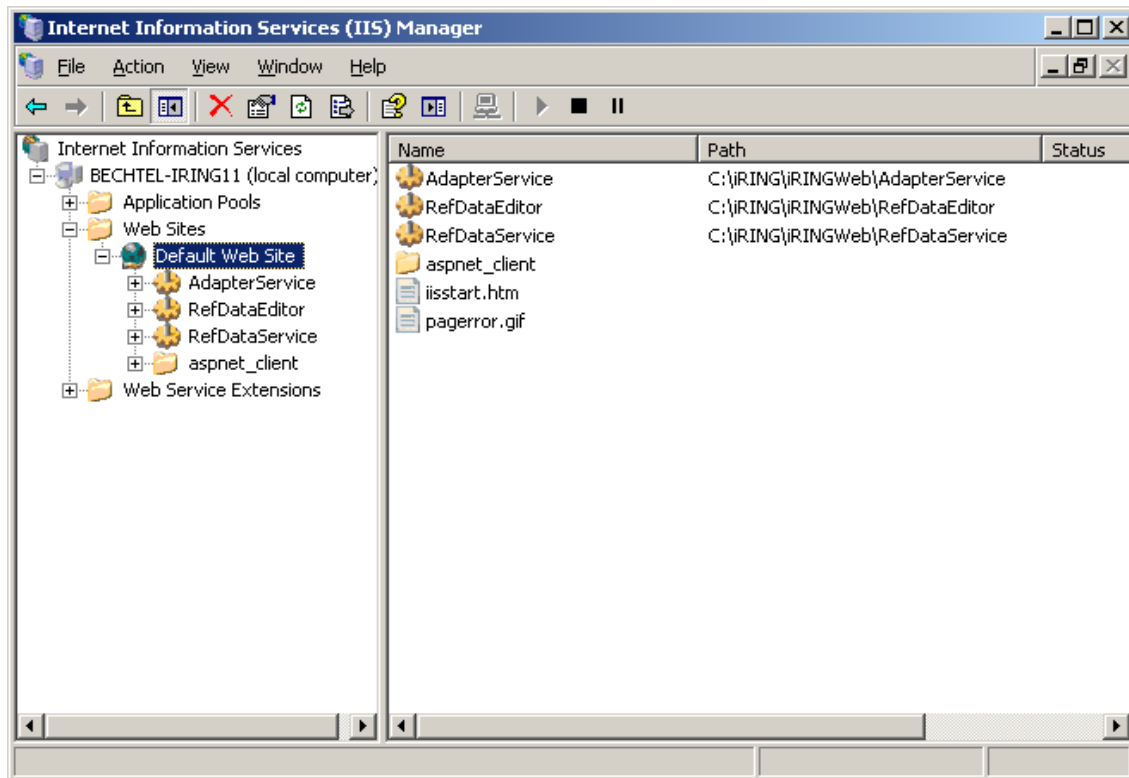 Internet Information Services (IIS) Manager
File Action View Window Help
Internet Information Services
BECHTEL-IRING11 (local computer)
Application Pools
Web Sites
Default Web Site
AdapterService
RefDataEditor
RefDataService
aspnet_client
Web Service Extensions
Name Path Status
AdapterService C:\iRING\iRINGWeb\AdapterService
RefDataEditor C:\iRING\iRINGWeb\RefDataEditor
RefDataService C:\iRING\iRINGWeb\RefDataService
aspnet_client
iisstart.htm
pagerror.gif